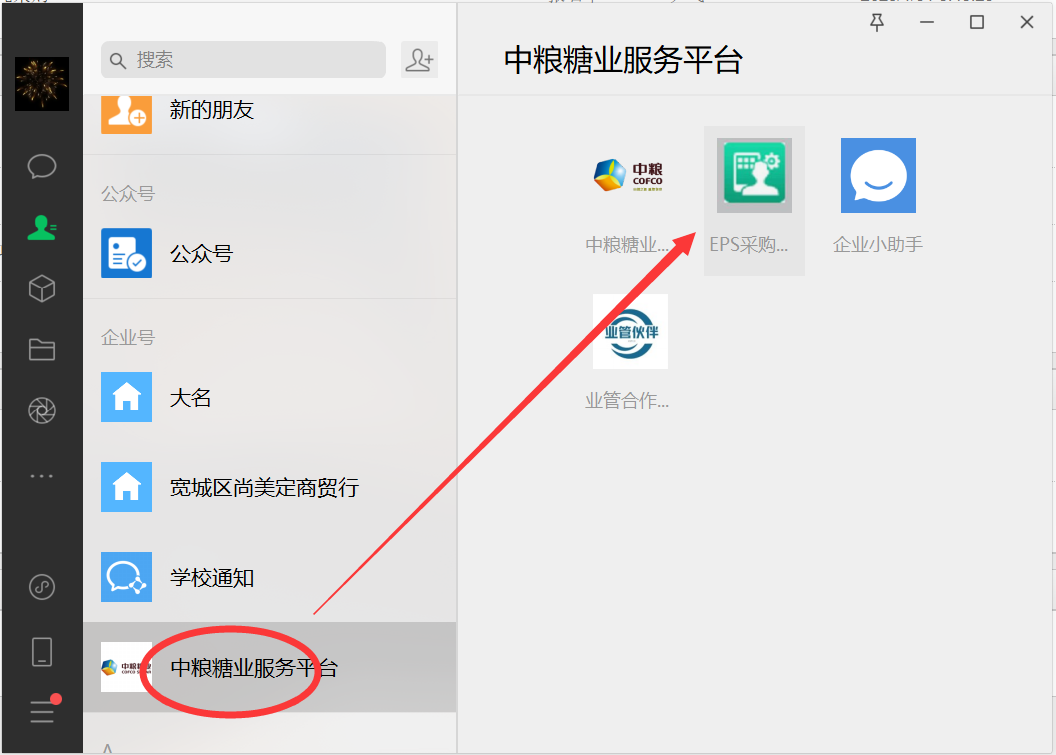 搜索
新的朋友
公众号
公众号
企业号
大名
宽城区尚美定商贸行
学校通知
中粮糖业服务平台
A
中粮糖业服务平台
中粮
COFCO
中粮糖业...
EPS采购...
企业小助手
业管伙伴
业管合作...